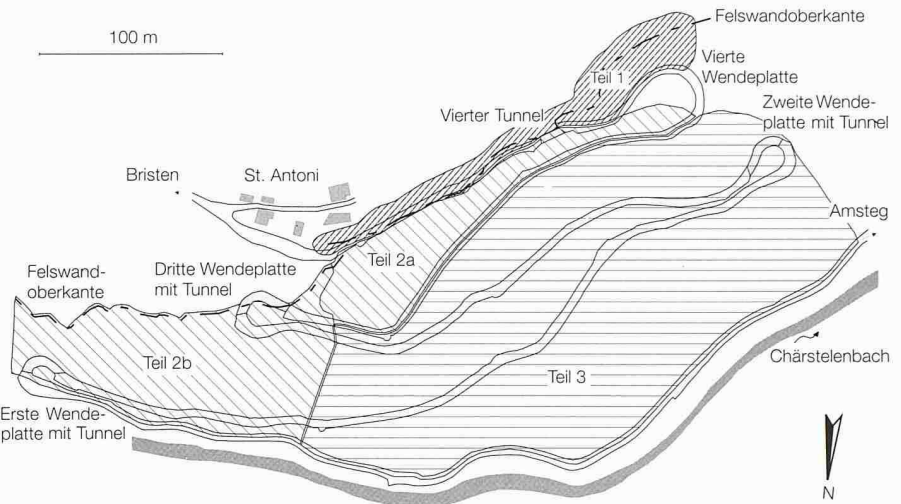 100 m
Felswandoberkante
Teil 1
Vierte
Wendeplatte
Vierter Tunnel
Zweite Wende-
platte mit Tunnel
Bristen
St. Antoni
Amsteg
Teil 2a
Felswand-
oberkante
Dritte Wendeplatte
mit Tunnel
Chärstelenbach
Teil 2b
Teil 3
Erste Wende-
platte mit Tunnel
N